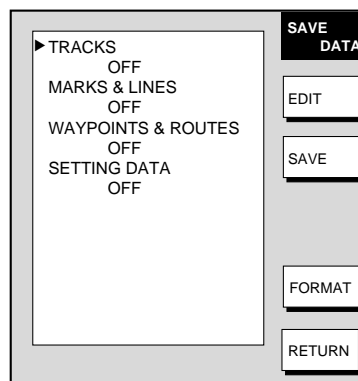 ▶TRACKS
OFF
MARKS & LINES
OFF
WAYPOINTS & ROUTES
OFF
SETTING DATA
OFF
SAVE
DATA
EDIT
SAVE
FORMAT
RETURN